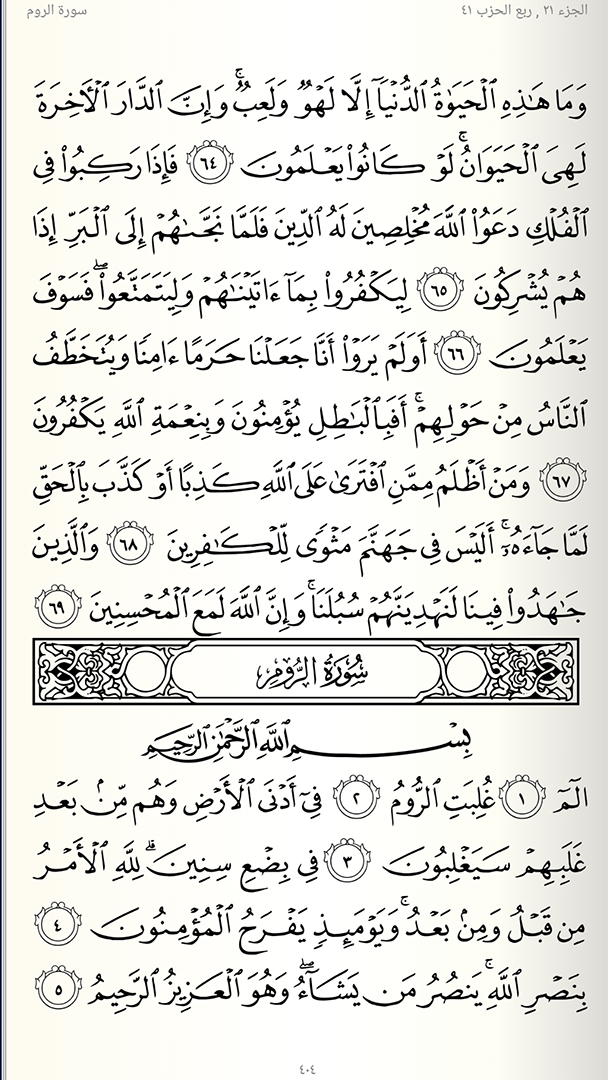 الجزء ٢١ , ربع الحزب ٤١
سورة الروم
وَمَا هَٰذِهِ ٱلْحَيَوٰةُ ٱلدُّنْيَآ إِلَّا لَهْوٌ وَلَعِبٌ ۚ وَإِنَّ ٱلدَّارَ ٱلْأَخِرَةَ
لَهِىَ ٱلْحَيَوَانُ ۚ لَوْ كَانُوا۟ يَعْلَمُونَ ٦٤ فَإِذَا رَكِبُوا۟ فِى
ٱلْفُلْكِ دَعَوُا۟ ٱللَّهَ مُخْلِصِينَ لَهُ ٱلدِّينَ فَلَمَّا نَجَّىٰهُمْ إِلَى ٱلْبَرِّ إِذَا
هُمْ يُشْرِكُونَ ٦٥ لِيَكْفُرُوا۟ بِمَآ ءَاتَيْنَٰهُمْ وَلِيَتَمَتَّعُوا۟ ۖ فَسَوْفَ
يَعْلَمُونَ ٦٦ أَوَلَمْ يَرَوْا۟ أَنَّا جَعَلْنَا حَرَمًا ءَامِنًا وَيُتَخَطَّفُ
ٱلنَّاسُ مِنْ حَوْلِهِمْ ۚ أَفَبِٱلْبَٰطِلِ يُؤْمِنُونَ وَبِنِعْمَةِ ٱللَّهِ يَكْفُرُونَ
٦٧ وَمَنْ أَظْلَمُ مِمَّنِ ٱفْتَرَىٰ عَلَى ٱللَّهِ كَذِبًا أَوْ كَذَّبَ بِٱلْحَقِّ
لَمَّا جَآءَهُۥٓ ۚ أَلَيْسَ فِى جَهَنَّمَ مَثْوًى لِّلْكَٰفِرِينَ ٦٨ وَٱلَّذِينَ
جَٰهَدُوا۟ فِينَا لَنَهْدِيَنَّهُمْ سُبُلَنَا ۚ وَإِنَّ ٱللَّهَ لَمَعَ ٱلْمُحْسِنِينَ ٦٩
سُورَةُ الرُّومِ
بِسْمِ ٱللَّهِ ٱلرَّحْمَٰنِ ٱلرَّحِيمِ
الٓمٓ ١ غُلِبَتِ ٱلرُّومُ ٢ فِىٓ أَدْنَى ٱلْأَرْضِ وَهُم مِّنۢ بَعْدِ
غَلَبِهِمْ سَيَغْلِبُونَ ٣ فِى بِضْعِ سِنِينَ ۗ لِلَّهِ ٱلْأَمْرُ
مِن قَبْلُ وَمِنۢ بَعْدُ ۚ وَيَوْمَئِذٍ يَفْرَحُ ٱلْمُؤْمِنُونَ ٤
بِنَصْرِ ٱللَّهِ ۚ يَنصُرُ مَن يَشَآءُ ۖ وَهُوَ ٱلْعَزِيزُ ٱلرَّحِيمُ ٥
٤٠٤